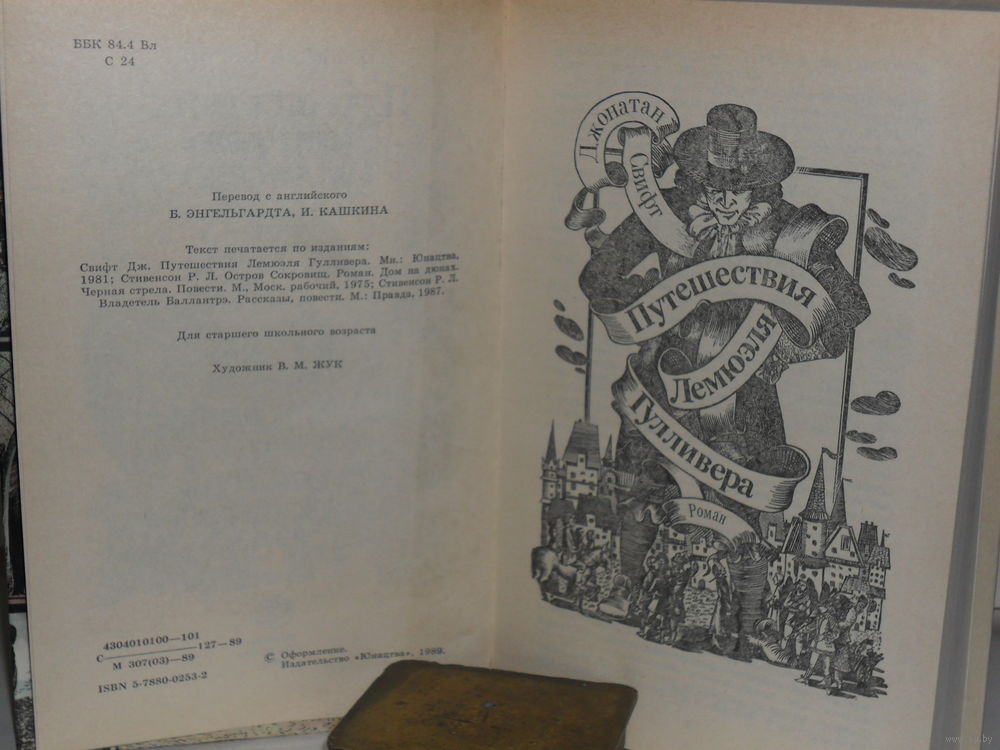 ББК 84.4 Вл
С 24
Перевод с английского
Б. ЭНГЕЛЬГАРДТА, И. КАШКИНА
Текст печатается по изданиям:
Свифт Дж. Путешествия Лемюэля Гулливера. Мн.: Юнацтва,
1981; Стивенсон Р. Л. Остров Сокровищ. Роман. Дом на дюнах.
Черная стрела. Повести. М., Моск. рабочий, 1975; Стивенсон Р. Л.
Владетель Баллантрэ. Рассказы, повести. М.: Правда, 1987.
Для старшего школьного возраста
Художник В. М. ЖУК
4304010100—101
С 127—89
М 307(03)—89
ISBN 5-7880-0253-2
© Оформление.
Издательство «Юнацтва», 1989.
Джонатан
Свифт
Путешествия
Лемюэля
Гулливера
Роман